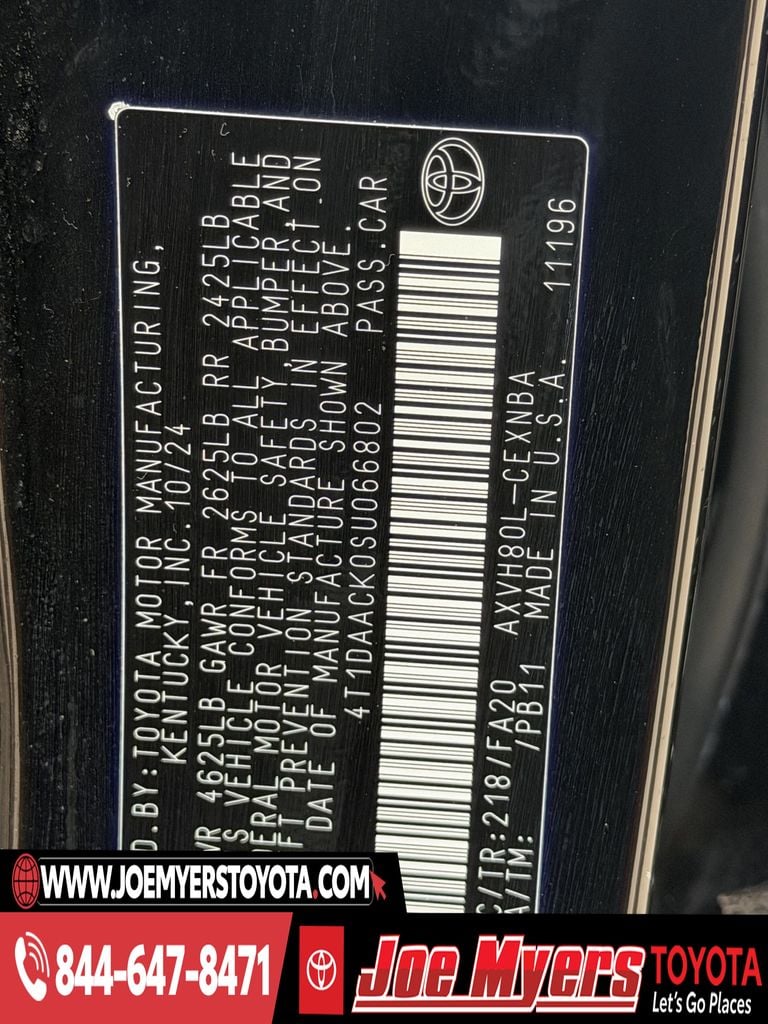 D.BY:TOYOTA MOTOR MANUFACTURING,
KENTUCKY, INC. 10/24
WR 4625LB GAWR FR 2625LB RR 2425LB
S VEHICLE CONFORMS TO ALL APPLICABLE
DERAL MOTOR VEHICLE SAFETY, BUMPER AND
FT PREVENTION STANDARDS IN EFFECT ON
DATE OF MANUFACTURE SHOWN ABOVE.
4T1DAACK0SU066802 PASS.CAR
C/TR:218/FA20 AXVH80L-CEXNBA
A/TM: /PB11 MADE IN U.S.A. 11196
WWW.JOEMYERSTOYOTA.COM
844-647-8471
Joe Myers TOYOTA
Let's Go Places